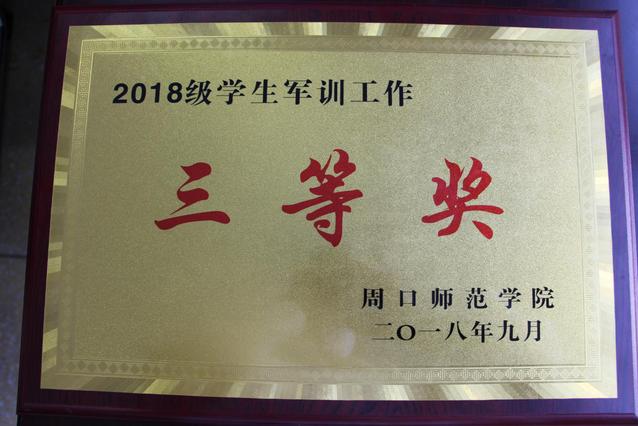 2018级学生军训工作
三等奖
周口师范学院
二〇一八年九月